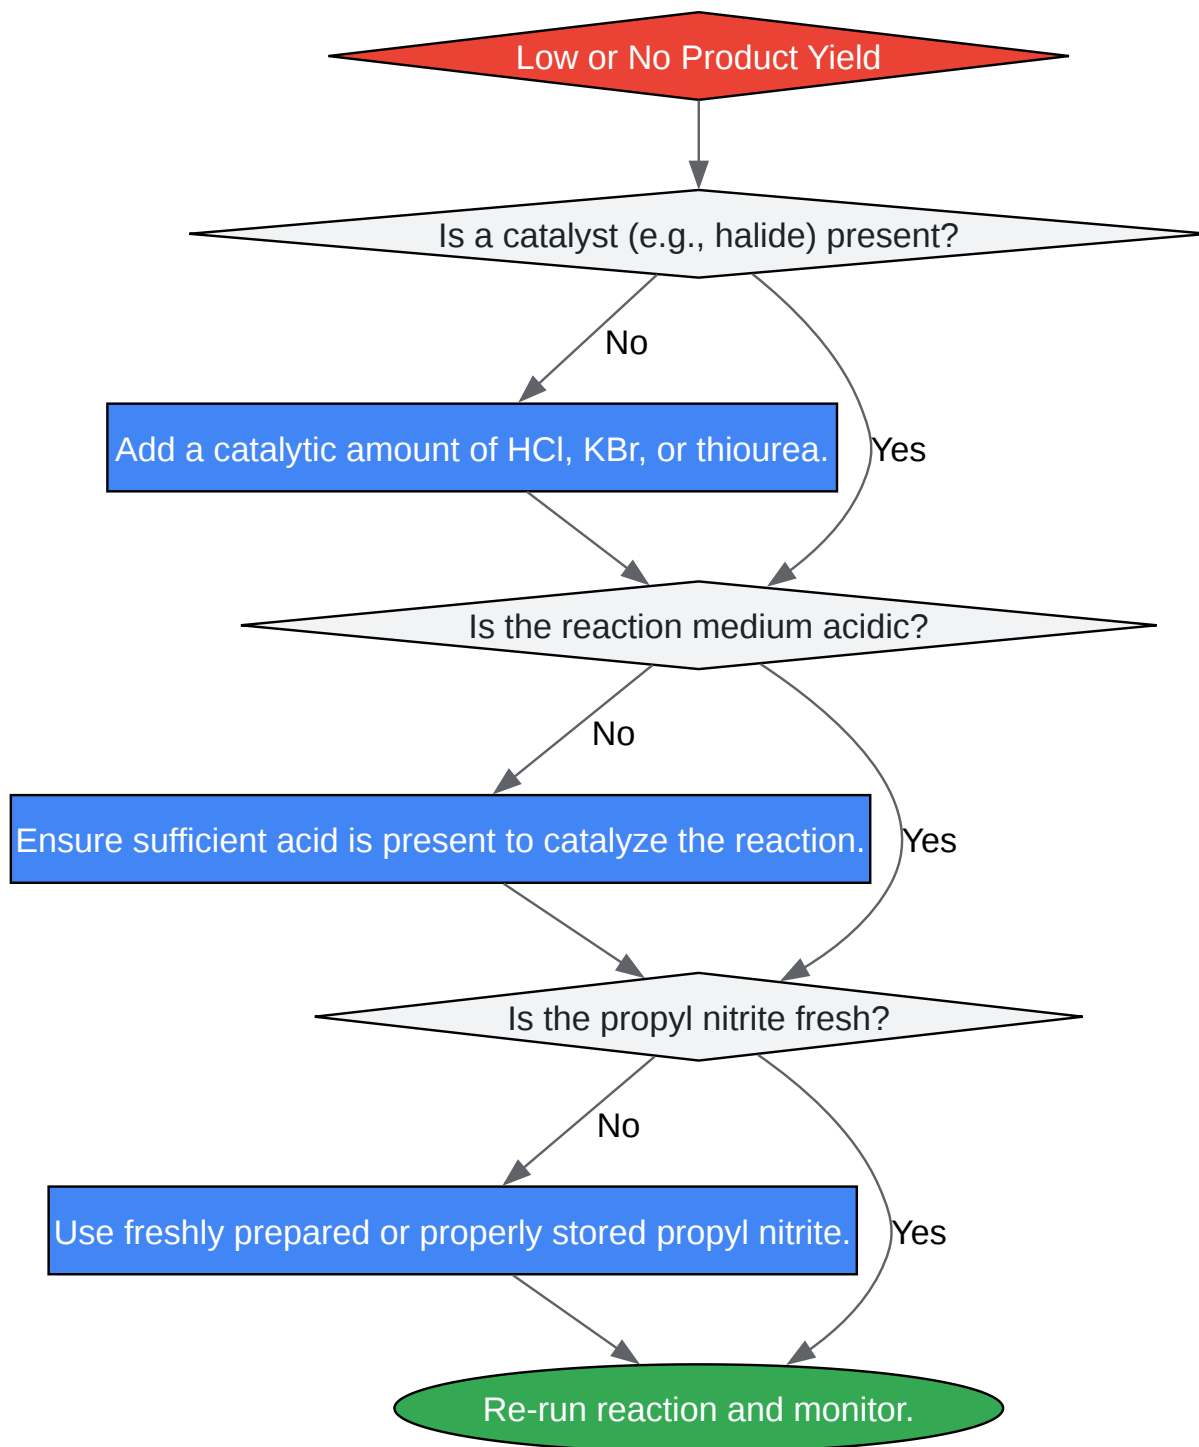 Low or No Product Yield
Is a catalyst (e.g., halide) present?
No
Add a catalytic amount of HCl, KBr, or thiourea.
Yes
Is the reaction medium acidic?
No
Ensure sufficient acid is present to catalyze the reaction.
Yes
Is the propyl nitrite fresh?
No
Use freshly prepared or properly stored propyl nitrite.
Yes
Re-run reaction and monitor.